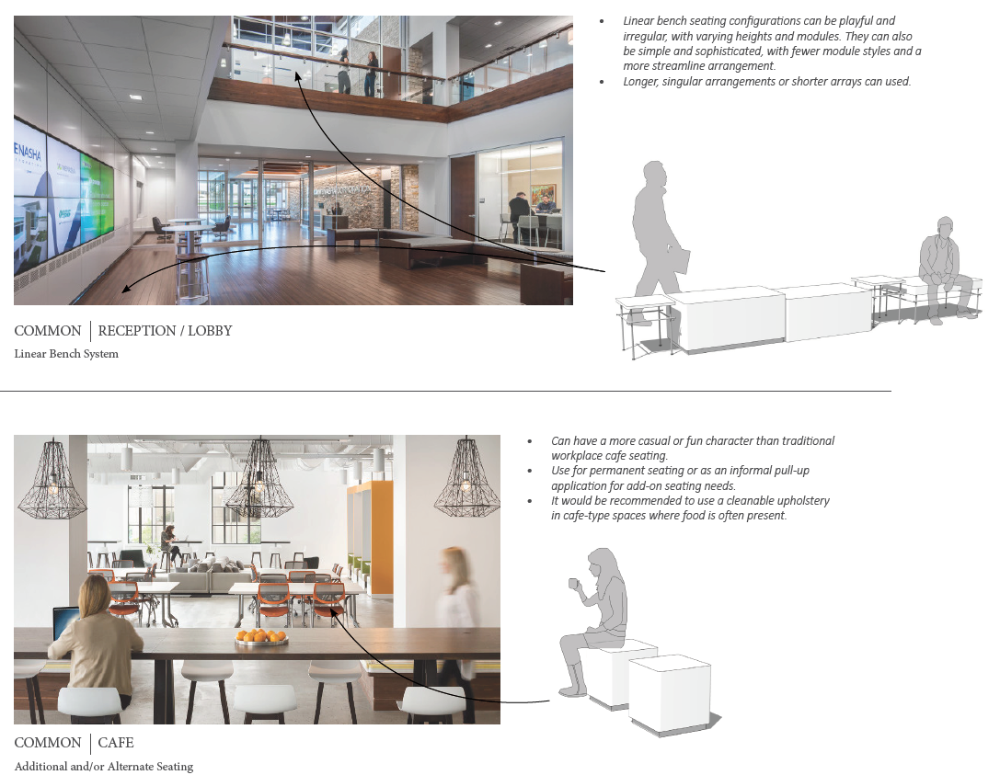 • Linear bench seating configurations can be playful and
irregular, with varying heights and modules. They can also
be simple and sophisticated, with fewer module styles and a
more streamline arrangement.
• Longer, singular arrangements or shorter arrays can used.
ENASHA
COMMON | RECEPTION / LOBBY
Linear Bench System
• Can have a more casual or fun character than traditional
workplace cafe seating.
• Use for permanent seating or as an informal pull-up
application for add-on seating needs.
• It would be recommended to use a cleanable upholstery
in cafe-type spaces where food is often present.
COMMON | CAFE
Additional and/or Alternate Seating